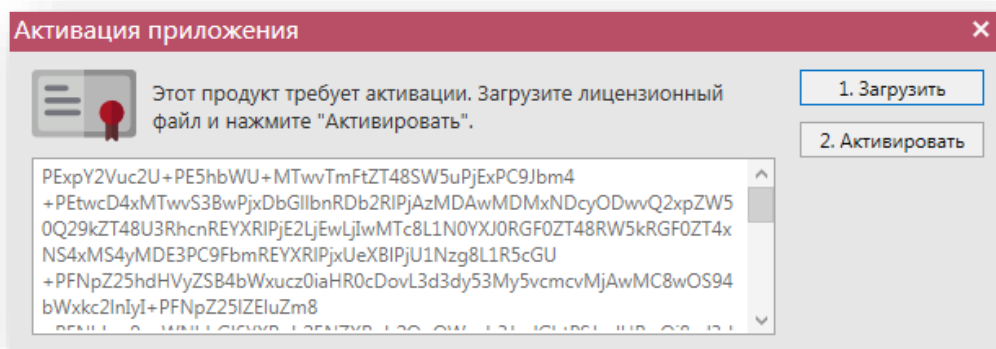 Активация приложения
Этот продукт требует активации. Загрузите лицензионный
файл и нажмите "Активировать".
1. Загрузить
2. Активировать
PExpY2Vuc2U+PE5hbWU+MTwvTmFtZT48SW5uPjExPC9Jbm4
+PEtwcD4xMTwvS3BwPjxDbGllbnRDb2RlPjAzMDAwMDMxNDcyODwvQ2xpZW5
0Q29kZT48U3RhcnREYXRlPjE2LjEwLjIwMTc8L1N0YXJ0RGF0ZT48RW5kRGF0ZT4x
NS4xMS4yMDE3PC9FbmREYXRlPjxUeXBlPjU1Nzg8L1R5cGU
+PFNpZ25hdHVyZSB4bWxucz0iaHR0cDovL3d3dy53My5vcmcvMjAwMC8wOS94
bWxkc2lnIyI+PFNpZ25lZEluZm8